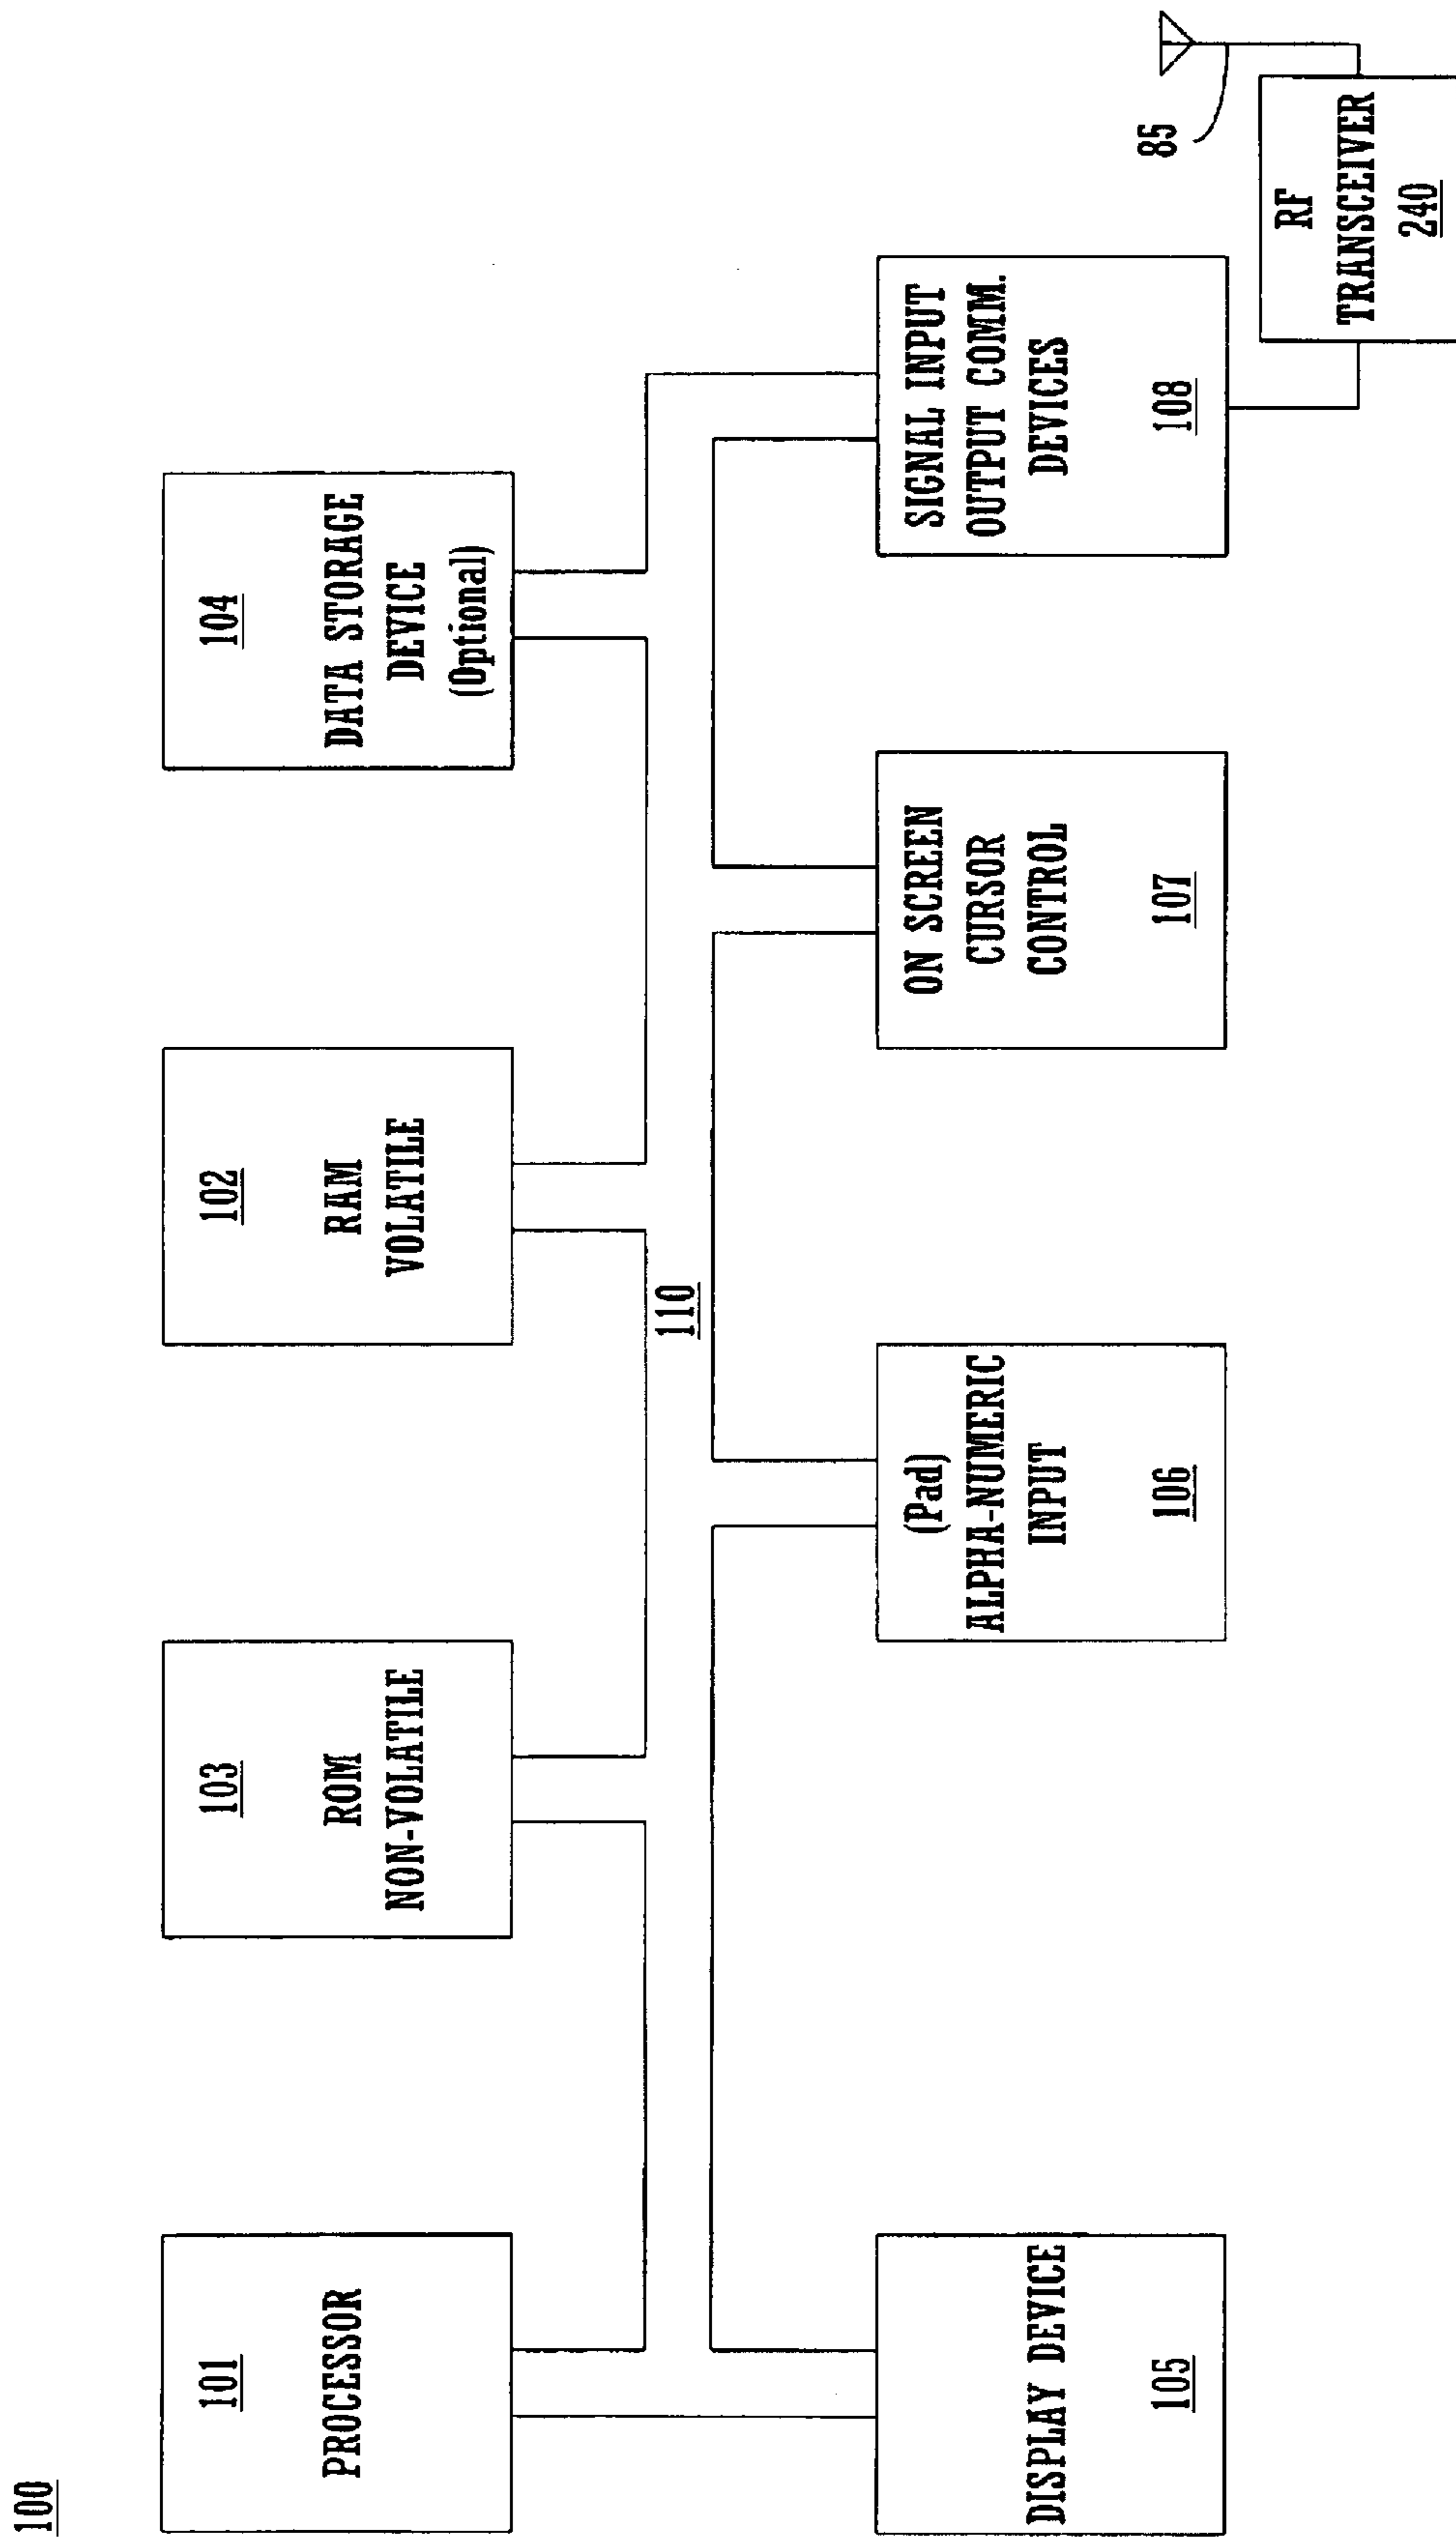 100
101
PROCESSOR
103
ROM
NON-VOLATILE
102
RAM
VOLATILE
104
DATA STORAGE
DEVICE
(Optional)
110
DISPLAY DEVICE
105
(Pad)
ALPHA-NUMERIC
INPUT
106
ON SCREEN
CURSOR
CONTROL
107
SIGNAL INPUT
OUTPUT COMM.
DEVICES
108
85
RF
TRANSCEIVER
240